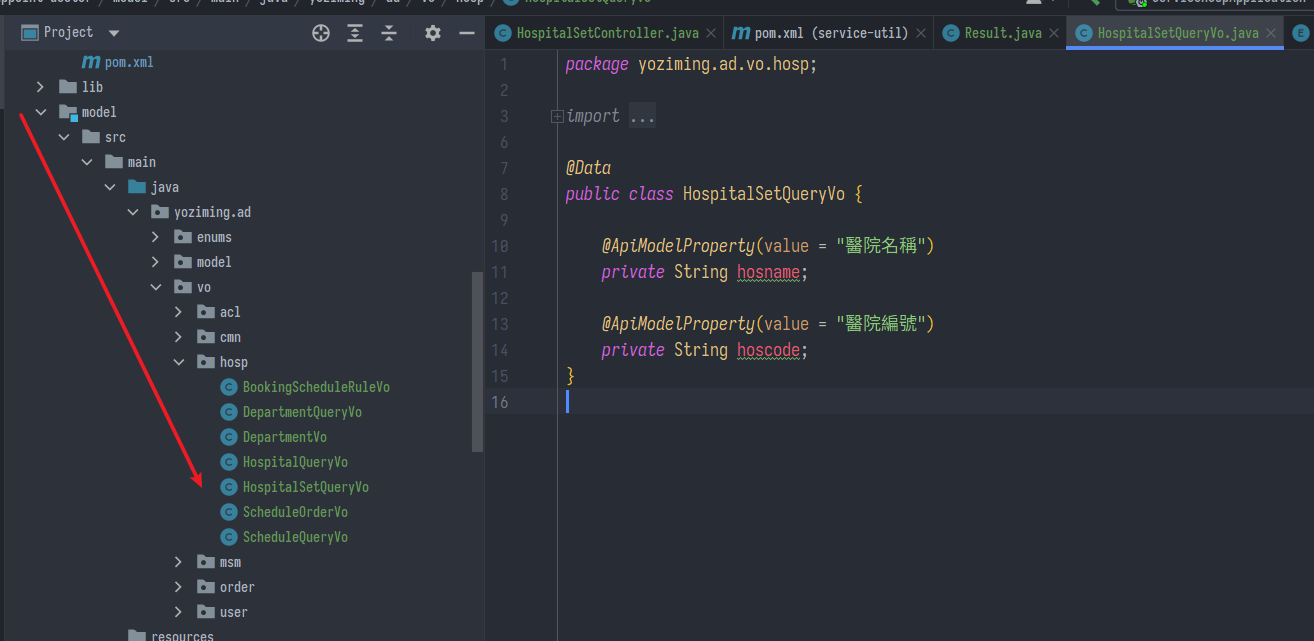 Project
HospitalSetController.java
pom.xml (service-util)
Result.java
HospitalSetQueryVo.java
pom.xml
lib
model
src
main
java
yoziming.ad
enums
model
vo
acl
cmn
hosp
BookingScheduleRuleVo
DepartmentQueryVo
DepartmentVo
HospitalQueryVo
HospitalSetQueryVo
ScheduleOrderVo
ScheduleQueryVo
msm
order
user
resources
1 package yoziming.ad.vo.hosp;
2
3 import ...
6
7 @Data
8 public class HospitalSetQueryVo {
9
10 @ApiModelProperty(value = "醫院名稱")
11 private String hosname;
12
13 @ApiModelProperty(value = "醫院編號")
14 private String hoscode;
15 }
16